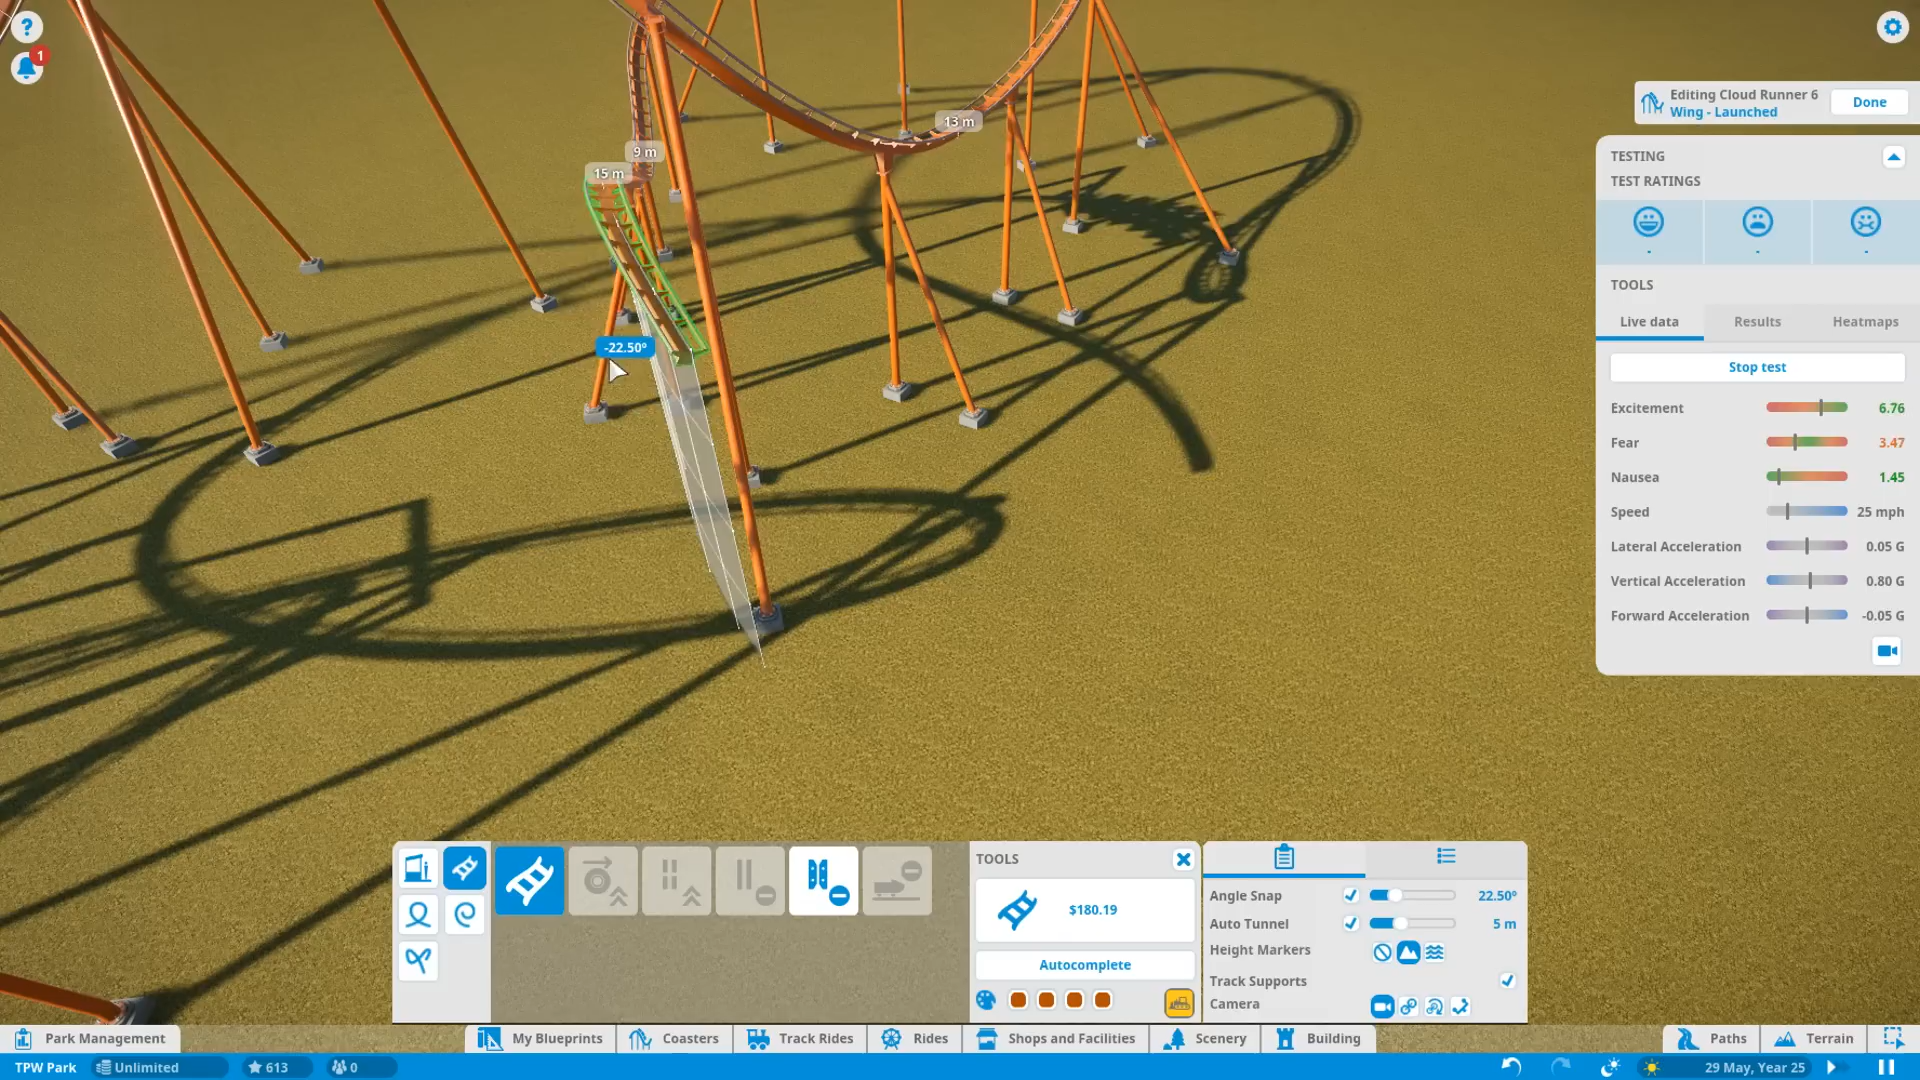 ?
1
Editing Cloud Runner 6
Wing - Launched
Done
TESTING
TEST RATINGS
-
-
-
TOOLS
Live data
Results
Heatmaps
Stop test
Excitement
6.76
Fear
3.47
Nausea
1.45
Speed
25 mph
Lateral Acceleration
0.05 G
Vertical Acceleration
0.80 G
Forward Acceleration
-0.05 G
13 m
9 m
15 m
-22.50°
TOOLS
$180.19
Autocomplete
Angle Snap
22.50°
Auto Tunnel
5 m
Height Markers
Track Supports
Camera
Park Management
My Blueprints
Coasters
Track Rides
Rides
Shops and Facilities
Scenery
Building
Paths
Terrain
TPW Park
Unlimited
613
0
29 May, Year 25